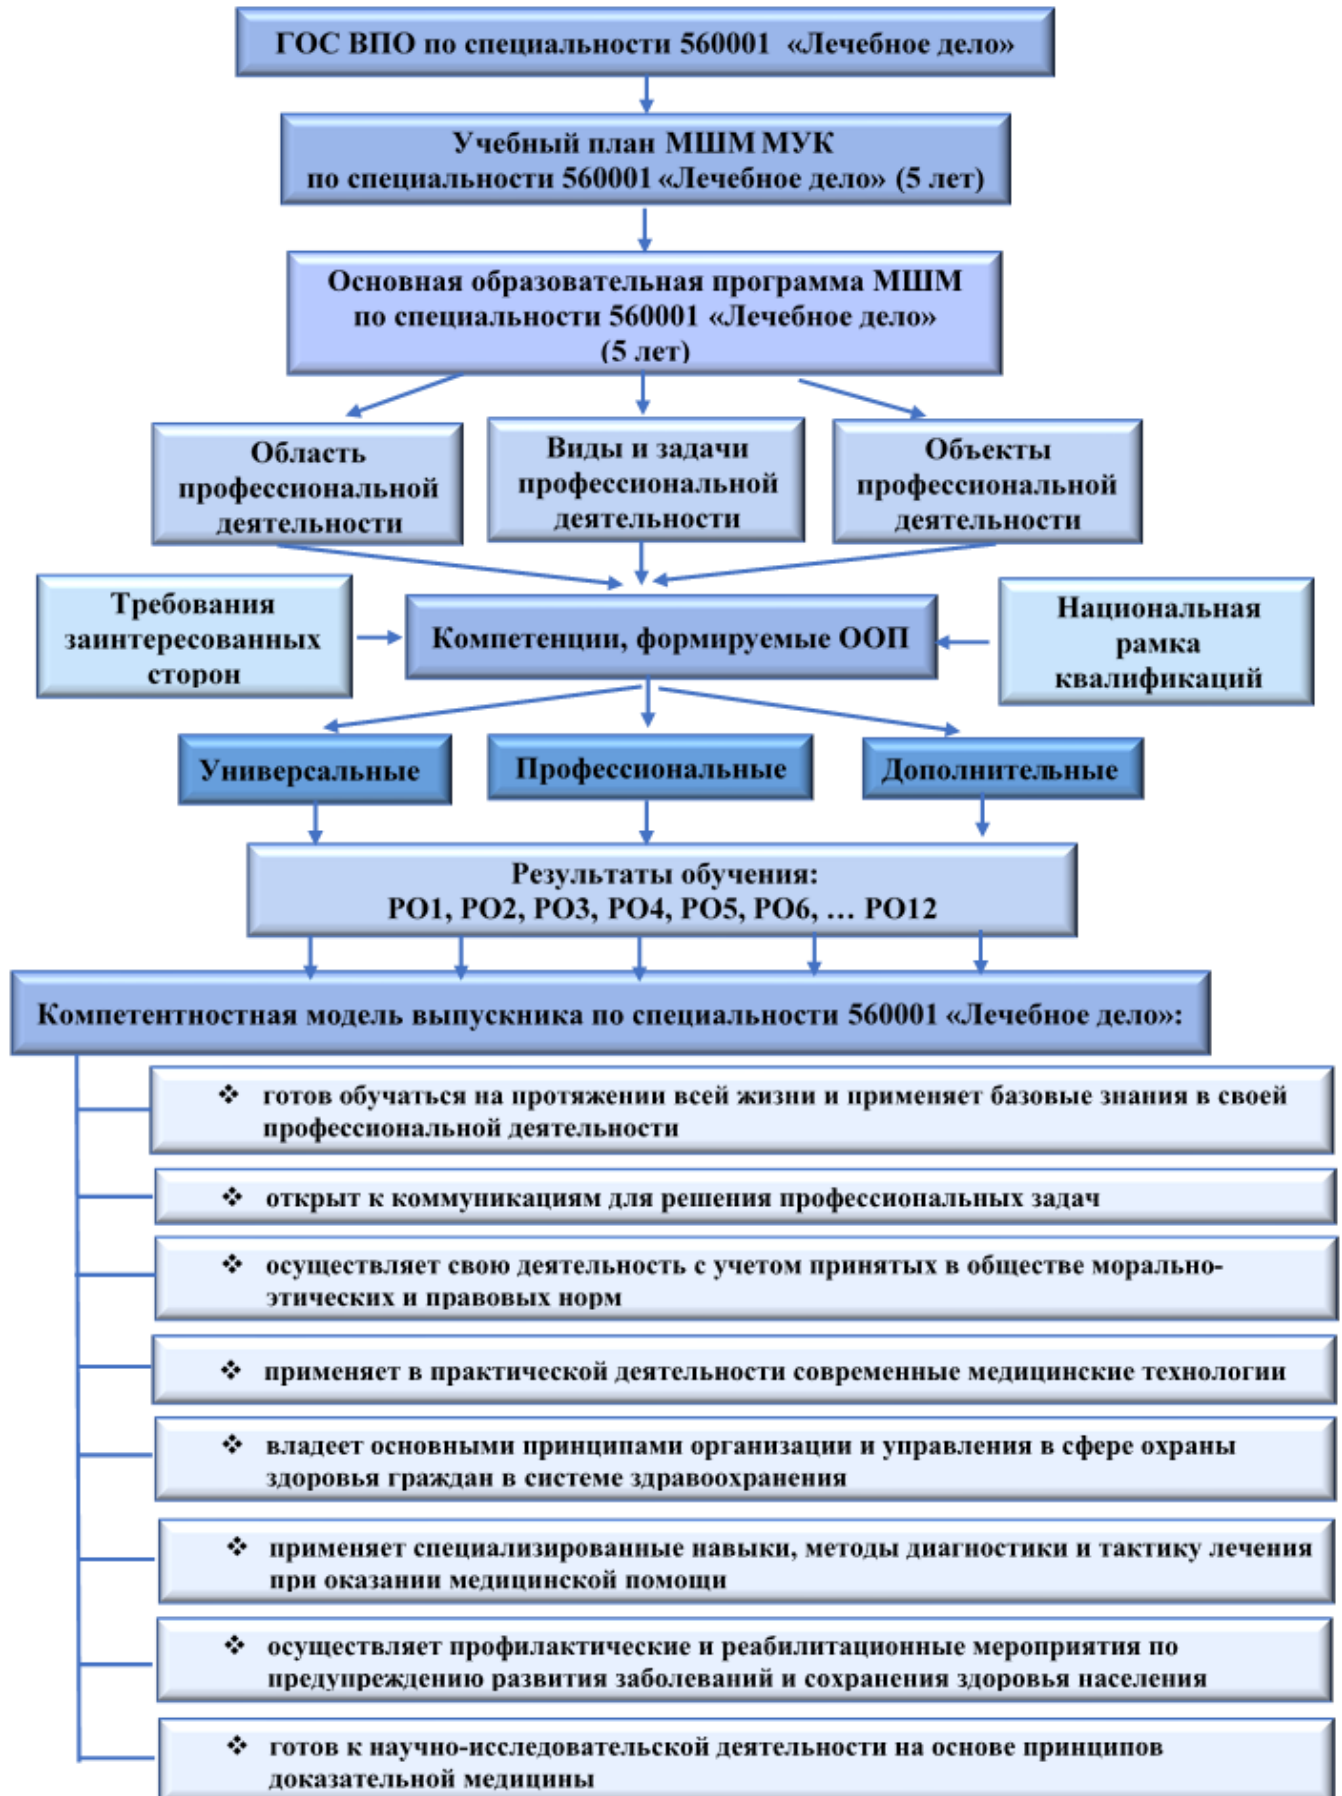 ГОС ВПО по специальности 560001 «Лечебное дело»
Учебный план МШМ МУК
по специальности 560001 «Лечебное дело» (5 лет)
Основная образовательная программа МШМ
по специальности 560001 «Лечебное дело»
(5 лет)
Область
профессиональной
деятельности
Виды и задачи
профессиональной
деятельности
Объекты
профессиональной
деятельности
Требования
заинтересованных
сторон
Компетенции, формируемые ООП
Национальная
рамка
квалификаций
Универсальные
Профессиональные
Дополнительные
Результаты обучения:
РО1, РО2, РО3, РО4, РО5, РО6, … РО12
Компетентностная модель выпускника по специальности 560001 «Лечебное дело»:
❖ готов обучаться на протяжении всей жизни и применяет базовые знания в своей
профессиональной деятельности
❖ открыт к коммуникациям для решения профессиональных задач
❖ осуществляет свою деятельность с учетом принятых в обществе морально-
этических и правовых норм
❖ применяет в практической деятельности современные медицинские технологии
❖ владеет основными принципами организации и управления в сфере охраны
здоровья граждан в системе здравоохранения
❖ применяет специализированные навыки, методы диагностики и тактику лечения
при оказании медицинской помощи
❖ осуществляет профилактические и реабилитационные мероприятия по
предупреждению развития заболеваний и сохранения здоровья населения
❖ готов к научно-исследовательской деятельности на основе принципов
доказательной медицины